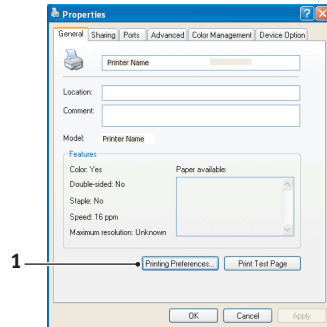 Properties
General Sharing Ports Advanced Color Management Device Option
Printer Name
Location:
Comment:
Model: Printer Name
Features
Color: Yes
Paper available:
Double-sided: No
Staple: No
Speed: 16 ppm
Maximum resolution: Unknown
1
Printing Preferences... Print Test Page
OK Cancel Apply